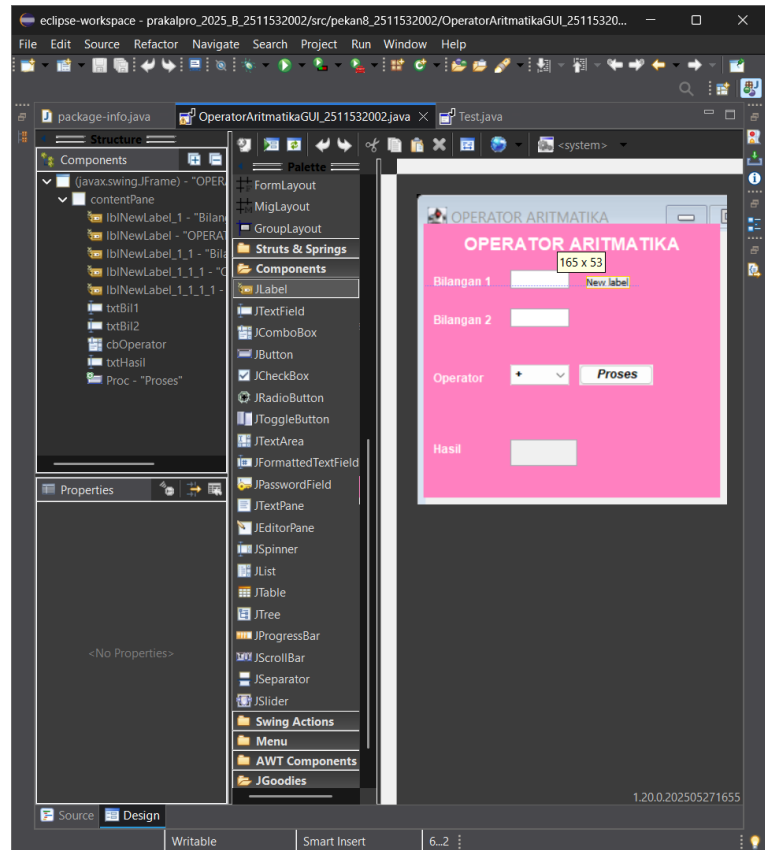 eclipse-workspace - prakalpro_2025_B_2511532002/src/pekan8_2511532002/OperatorAritmatikaGUI_25115320...
File Edit Source Refactor Navigate Search Project Run Window Help
package-info.java
OperatorAritmatikaGUI_2511532002.java
Test.java
Structure
Components
(javax.swing.JFrame) - "OPER
contentPane
lblNewLabel_1 - "Bilan
lblNewLabel - "OPERA
lblNewLabel_1_1 - "Bila
lblNewLabel_1_1_1 - "O
lblNewLabel_1_1_1_1 -
txtBil1
txtBil2
cbOperator
txtHasil
Proc - "Proses"
Properties
<No Properties>
<system>
Palette
FormLayout
MigLayout
GroupLayout
Struts & Springs
Components
JLabel
JTextField
JComboBox
JButton
JCheckBox
JRadioButton
JToggleButton
JTextArea
JFormattedTextField
JPasswordField
JTextPane
JEditorPane
JSpinner
JList
JTable
JTree
JProgressBar
JScrollBar
JSeparator
JSlider
Swing Actions
Menu
AWT Components
JGoodies
OPERATOR ARITMATIKA
OPERATOR ARITMATIKA
165 x 53
Bilangan 1
New label
Bilangan 2
Operator
+
Proses
Hasil
1.20.0.202505271655
Source
Design
Writable
Smart Insert
6...2